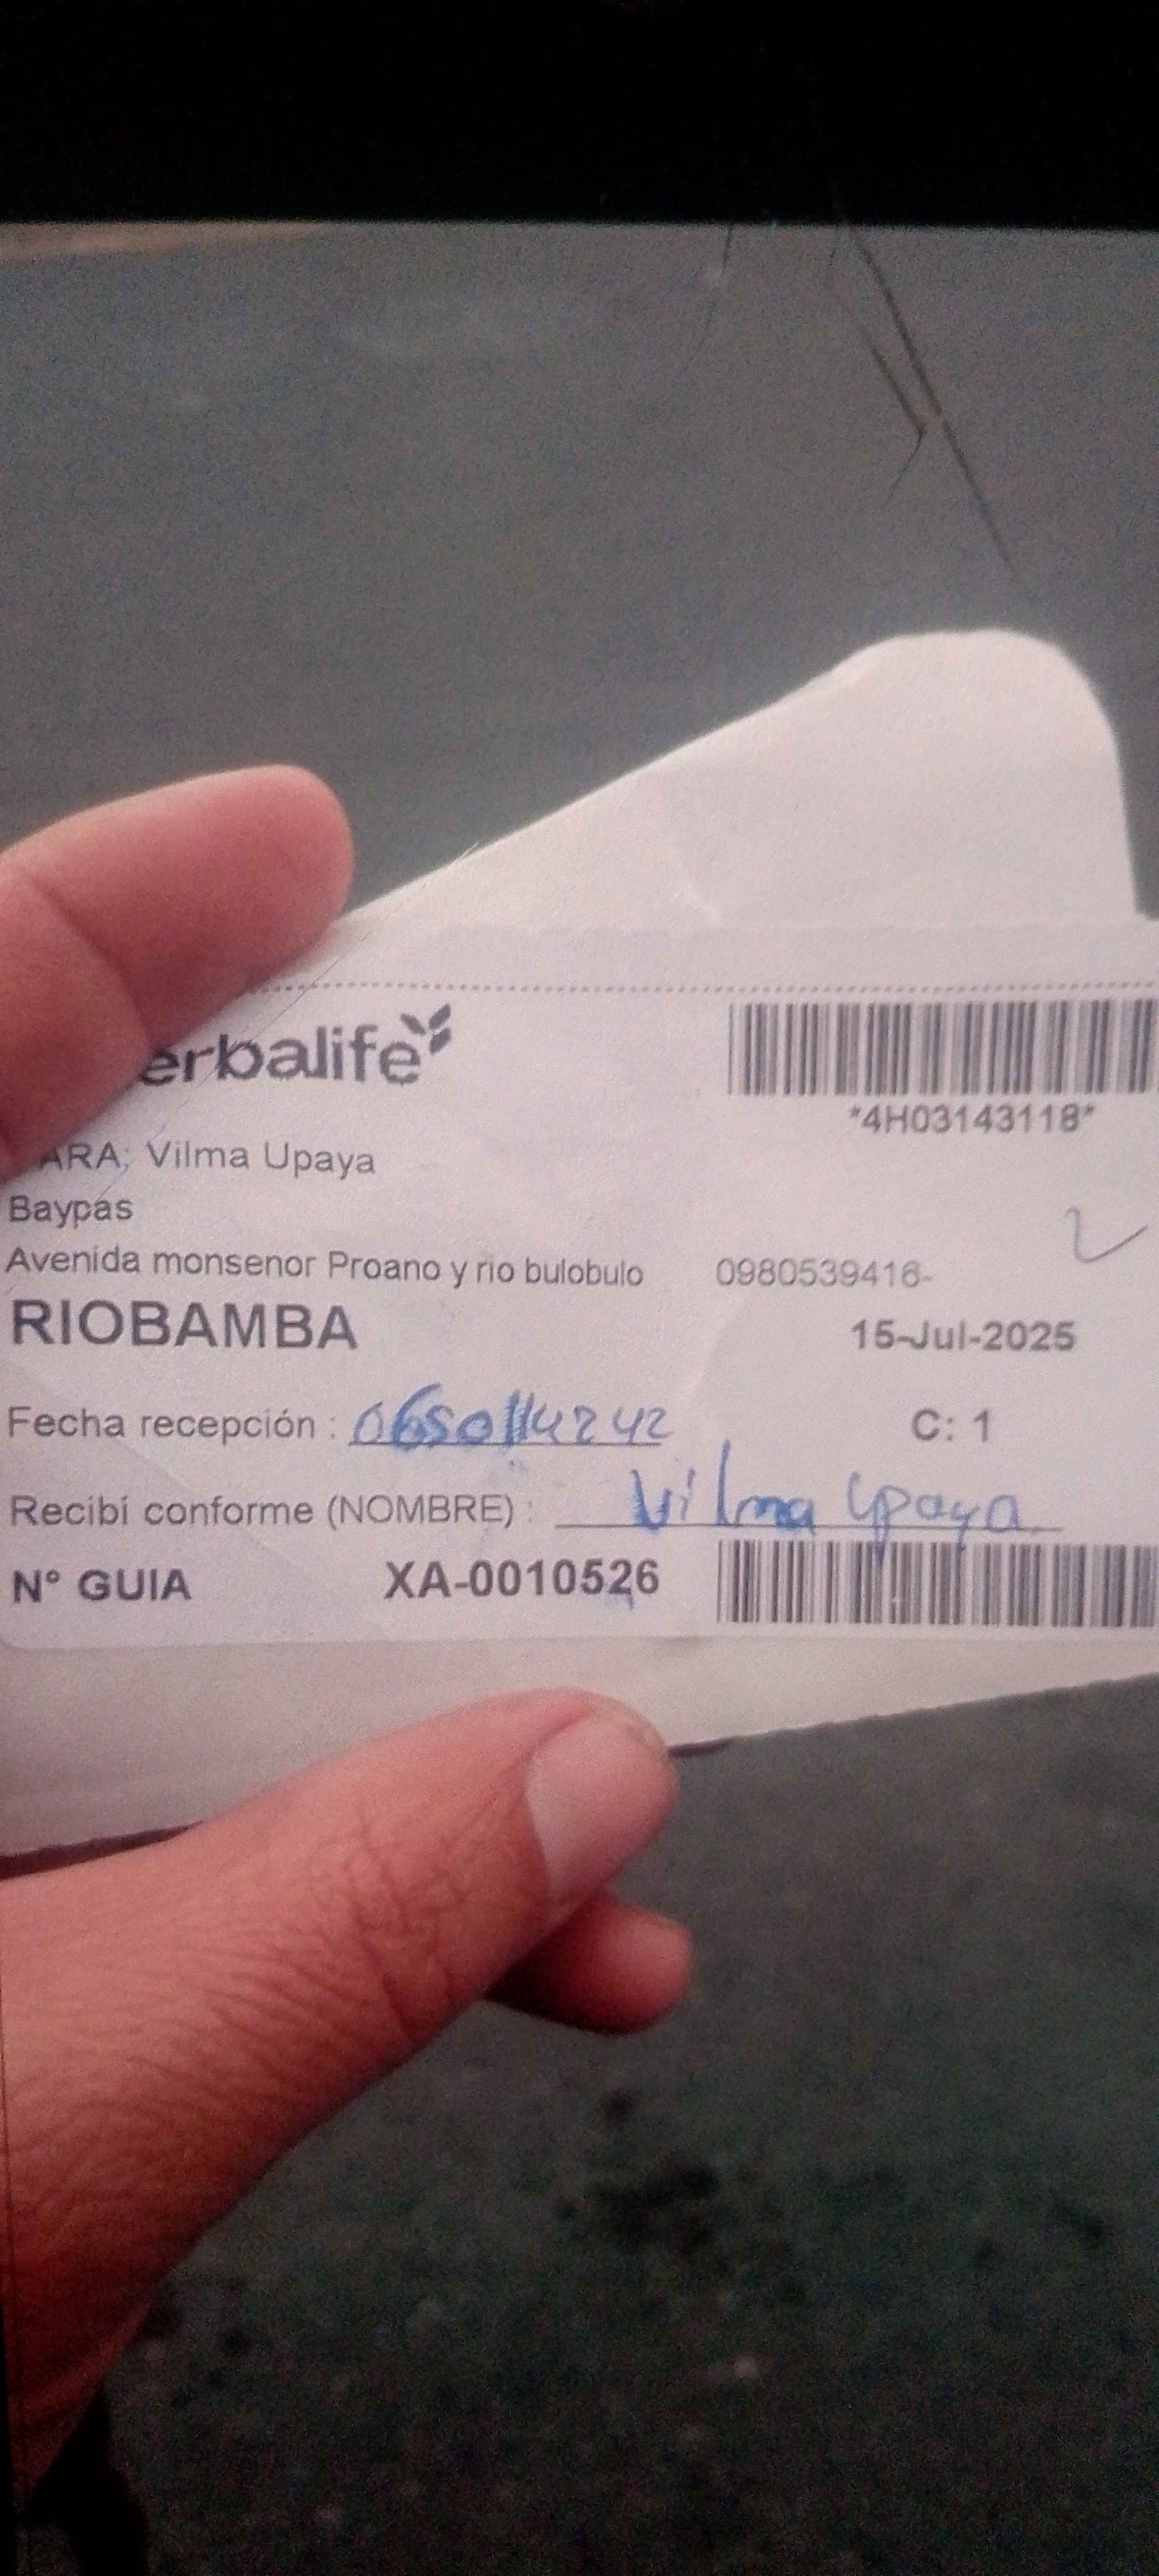 erbalife
*4H03143118*
ARA: Vilma Upaya
Baypas
Avenida monsenor Proano y rio bulobulo 0980539416-
RIOBAMBA
15-Jul-2025
Fecha recepción : 0650114242
C: 1
Recibí conforme (NOMBRE) : Vilma Upaya
N° GUIA XA-0010526